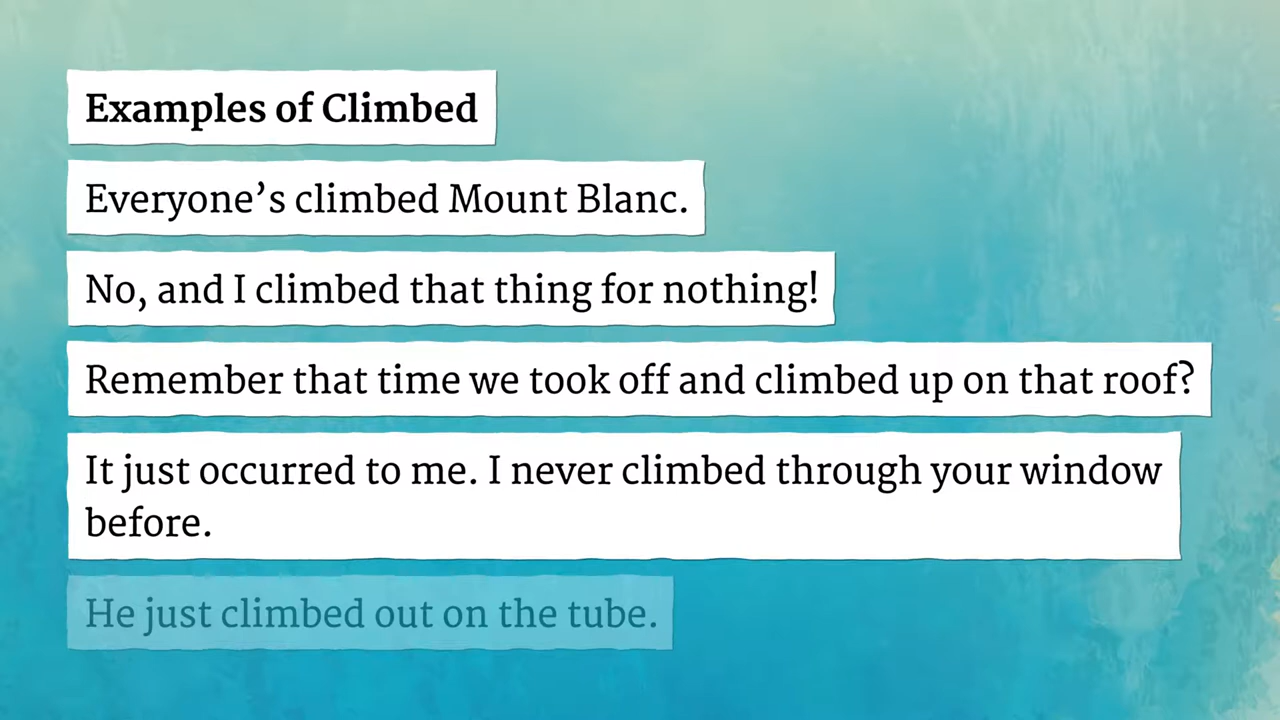 Examples of Climbed
Everyone’s climbed Mount Blanc.
No, and I climbed that thing for nothing!
Remember that time we took off and climbed up on that roof?
It just occurred to me. I never climbed through your window
before.
He just climbed out on the tube.